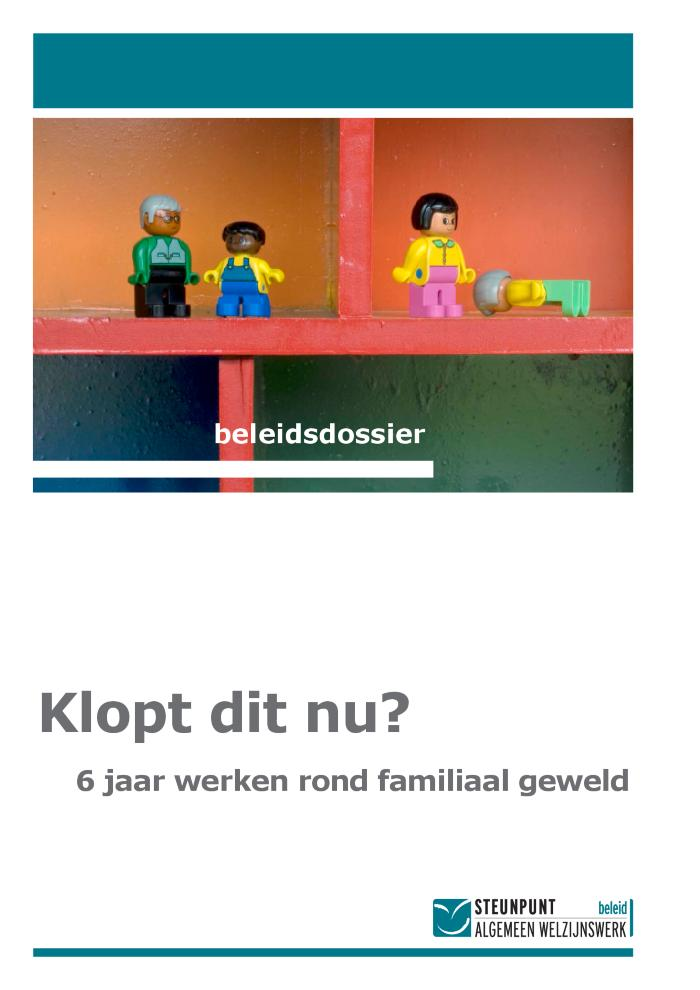 beleidsdossier
Klopt dit nu?
6 jaar werken rond familiaal geweld
STEUNPUNT beleid
ALGEMEEN WELZIJNSWERK